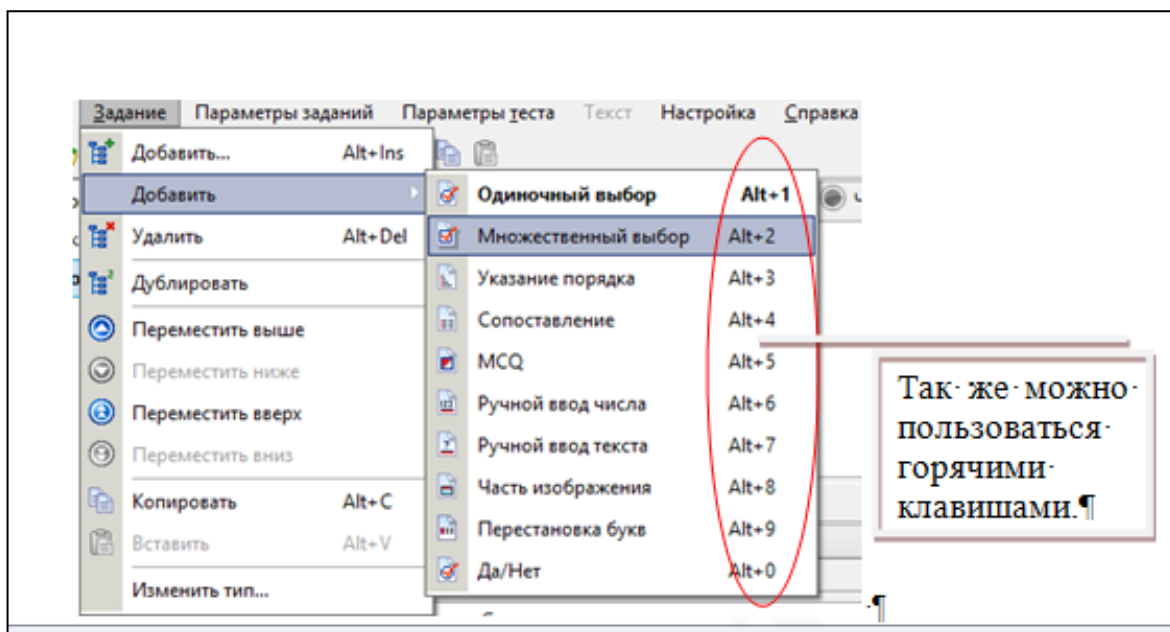 Задание Параметры заданий Параметры теста Текст Настройка Справка
Добавить... Alt+Ins
Добавить
Удалить Alt+Del
Дублировать
Переместить выше
Переместить ниже
Переместить вверх
Переместить вниз
Копировать Alt+C
Вставить Alt+V
Изменить тип...
Одиночный выбор Alt+1
Множественный выбор Alt+2
Указание порядка Alt+3
Сопоставление Alt+4
MCQ Alt+5
Ручной ввод числа Alt+6
Ручной ввод текста Alt+7
Часть изображения Alt+8
Перестановка букв Alt+9
Да/Нет Alt+0
Так·же·можно·
пользоваться·
горячими·
клавишами.¶
·¶